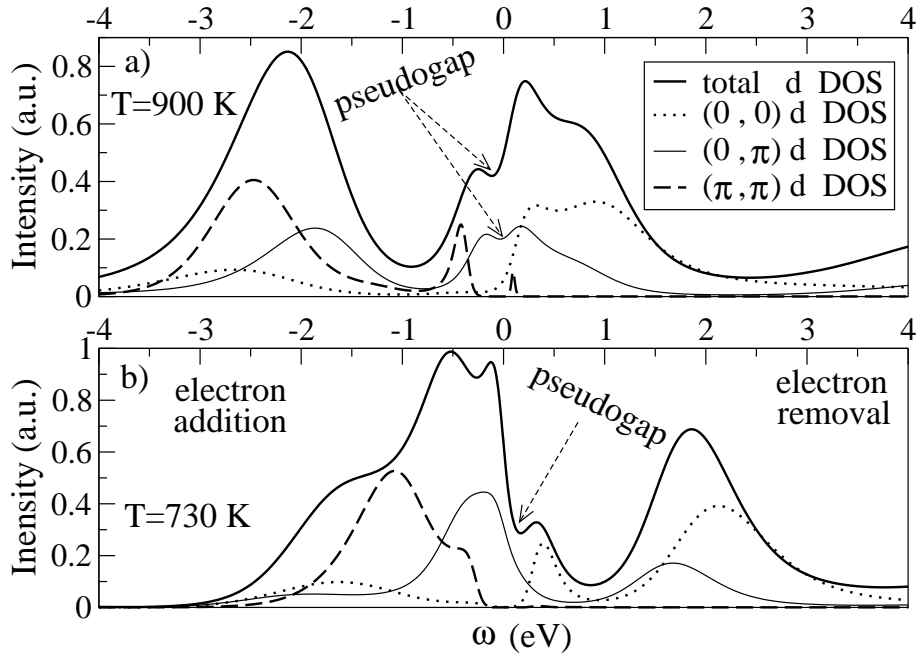 -4 -3 -2 -1 0 1 2 3 4
0.8
0.6
0.4
0.2
0
Intensity (a.u.)
a)
T=900 K
pseudogap
total d DOS
(0,0) d DOS
(0,π) d DOS
(π,π) d DOS
-4 -3 -2 -1 0 1 2 3 4
1
0.8
0.6
0.4
0.2
0
Inensity (a.u.)
b)
electron
addition
T=730 K
pseudogap
electron
removal
-4 -3 -2 -1 0 1 2 3 4
ω (eV)